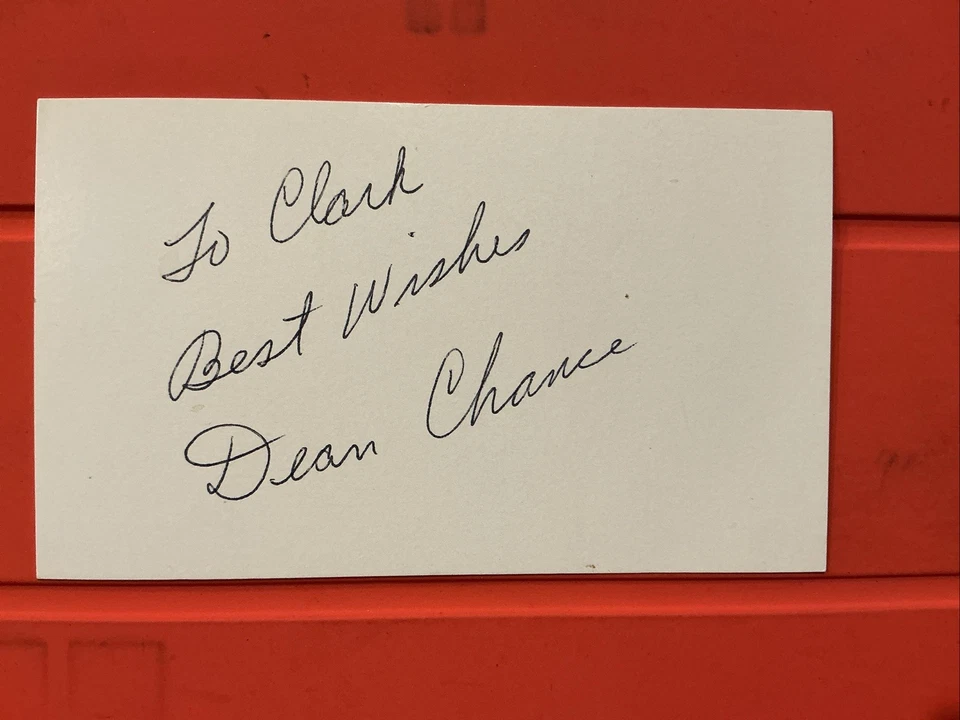 To Clark
Best Wishes
Dean Chance